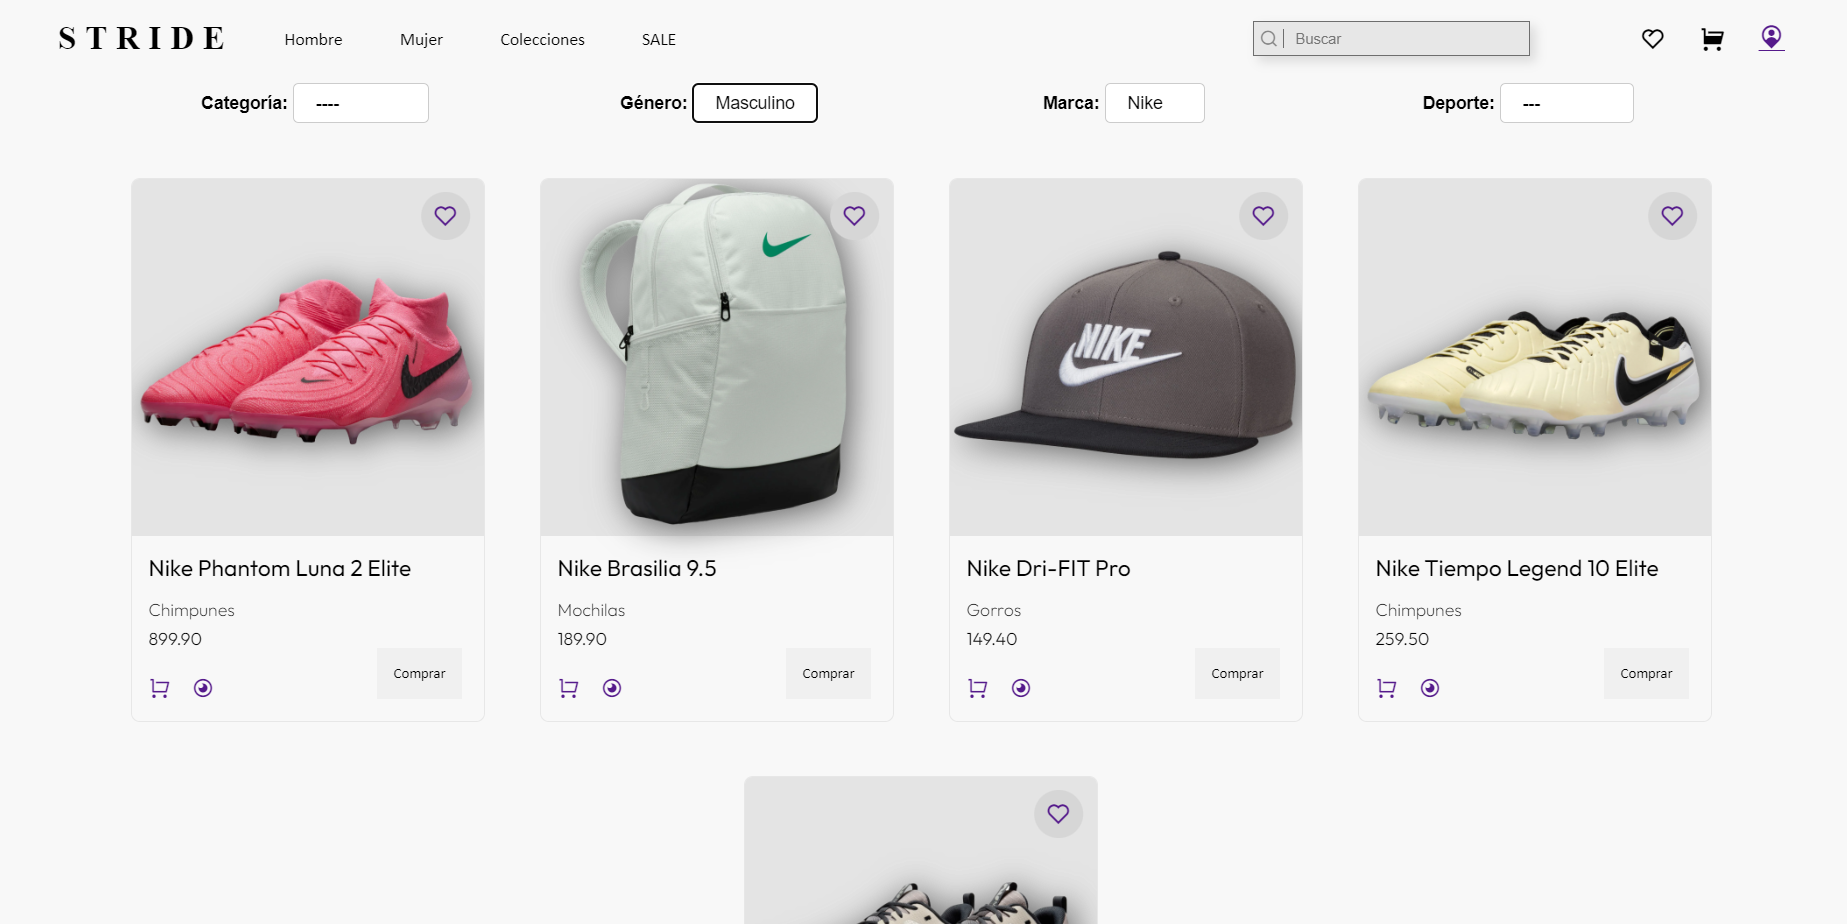 STRIDE Hombre Mujer Colecciones SALE Buscar
Categoría: ---- Género: Masculino Marca: Nike Deporte: ---
NIKE
Nike Phantom Luna 2 Elite
Chimpunes
899.90
Comprar
Nike Brasilia 9.5
Mochilas
189.90
Comprar
Nike Dri-FIT Pro
Gorros
149.40
Comprar
Nike Tiempo Legend 10 Elite
Chimpunes
259.50
Comprar